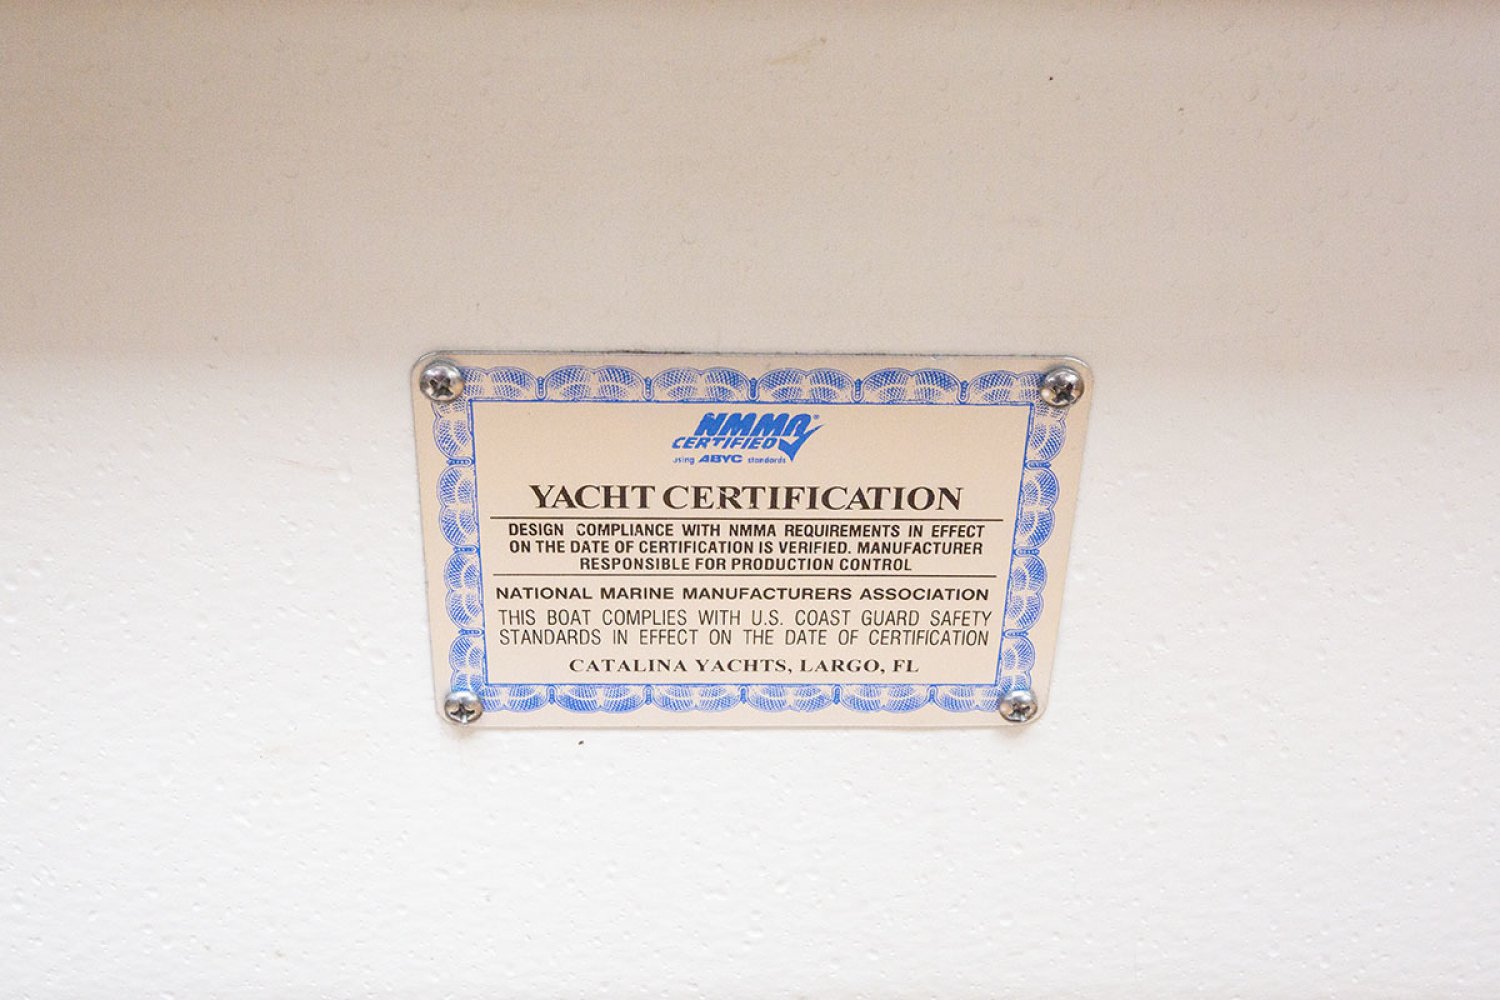 NMMA®
CERTIFIED
using ABYC standards
YACHT CERTIFICATION
DESIGN COMPLIANCE WITH NMMA REQUIREMENTS IN EFFECT
ON THE DATE OF CERTIFICATION IS VERIFIED. MANUFACTURER
RESPONSIBLE FOR PRODUCTION CONTROL
NATIONAL MARINE MANUFACTURERS ASSOCIATION
THIS BOAT COMPLIES WITH U.S. COAST GUARD SAFETY
STANDARDS IN EFFECT ON THE DATE OF CERTIFICATION
CATALINA YACHTS, LARGO, FL